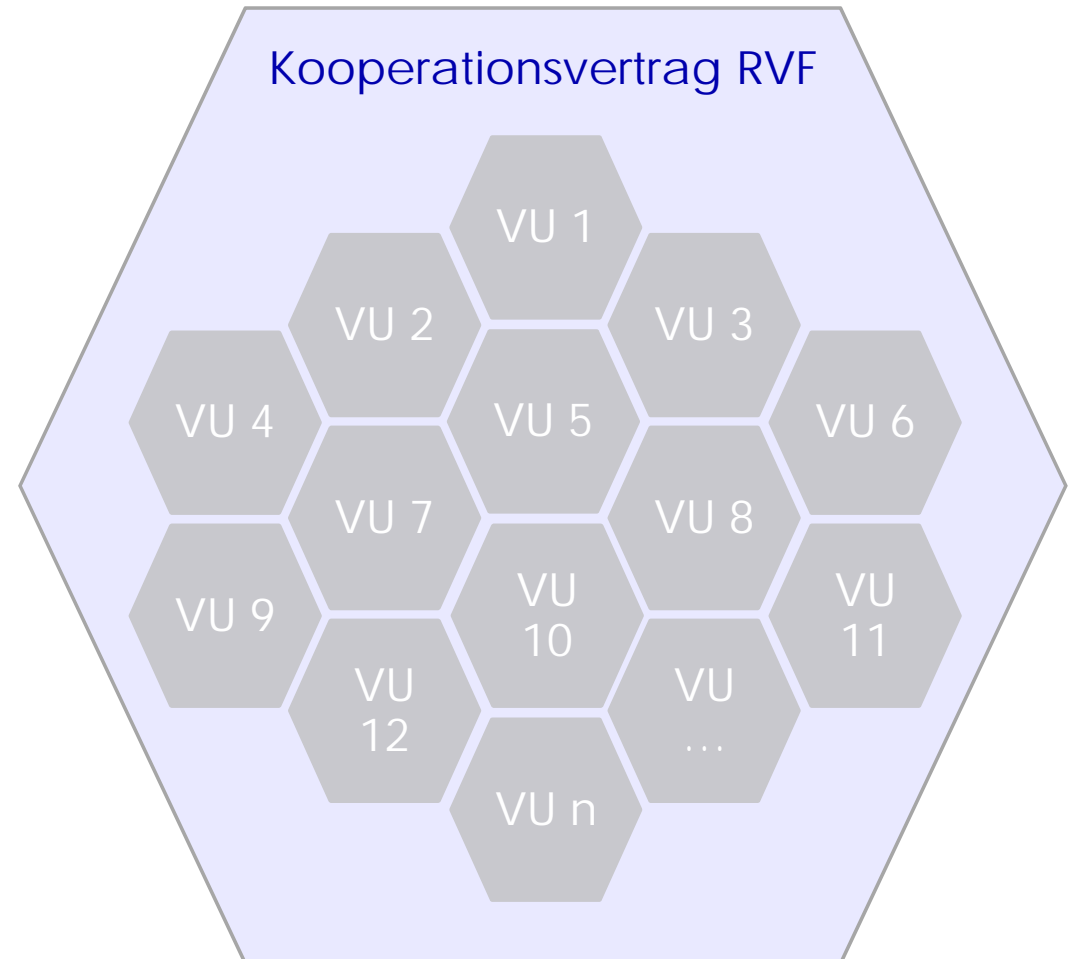 Kooperationsvertrag RVF
VU 1
VU 2
VU 3
VU 4
VU 5
VU 6
VU 7
VU 8
VU 9
VU
10
VU
11
VU
12
VU
...
VU n